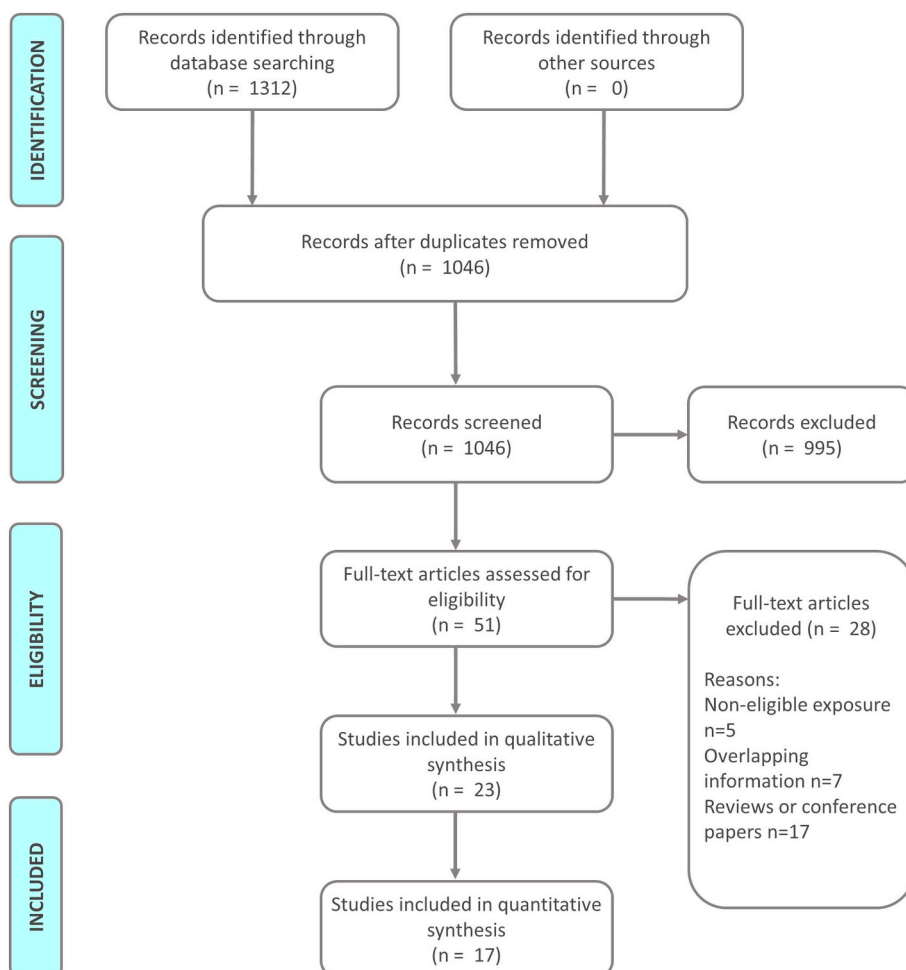 IDENTIFICATION
Records identified through
database searching
(n = 1312)
Records identified through
other sources
(n = 0)
SCREENING
Records after duplicates removed
(n = 1046)
Records screened
(n = 1046)
Records excluded
(n = 995)
ELIGIBILITY
Full-text articles assessed for
eligibility
(n = 51)
Full-text articles
excluded (n = 28)
Reasons:
Non-eligible exposure
n=5
Overlapping
information n=7
Reviews or conference
papers n=17
Studies included in qualitative
synthesis
(n = 23)
INCLUDED
Studies included in quantitative
synthesis
(n = 17)